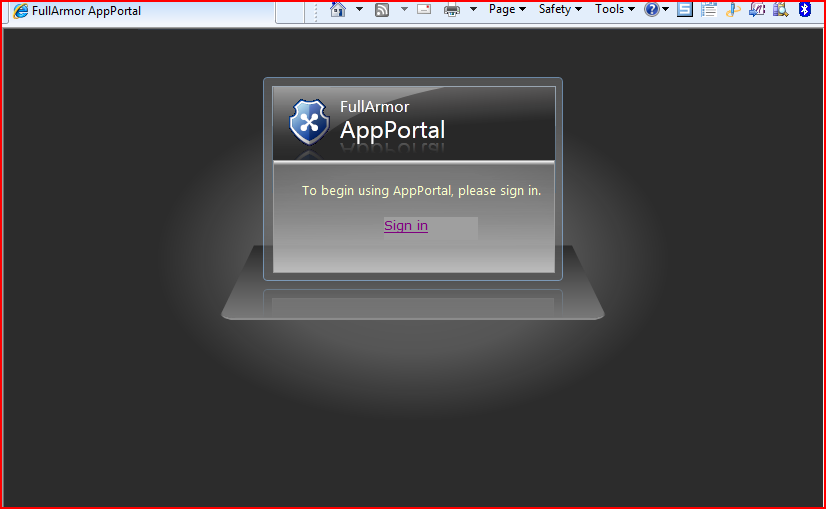 FullArmor AppPortal
Page Safety Tools
FullArmor
AppPortal
To begin using AppPortal, please sign in.
Sign in